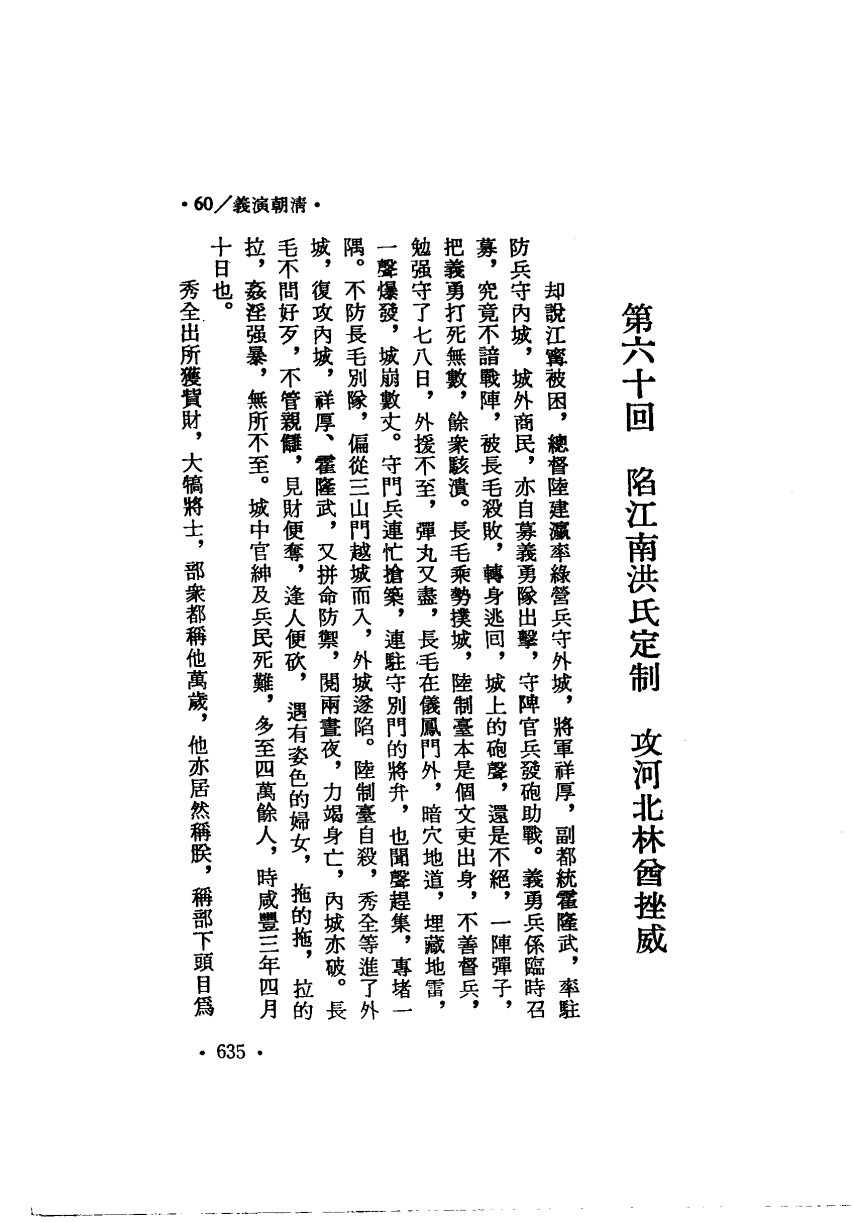 •60／義演朝清•
第六十回　陷江南洪氏定制　攻河北林酋挫威
却說江寗被困，總督陸建瀛率綠營兵守外城，將軍祥厚，副都統霍隆武，率駐
防兵守內城，城外商民，亦自募義勇隊出擊，守陴官兵發砲助戰。義勇兵係臨時召
募，究竟不諳戰陣，被長毛殺敗，轉身逃回，城上的砲聲，還是不絕，一陣彈子，
把義勇打死無數，餘衆駭潰。長毛乘勢撲城，陸制臺本是個文吏出身，不善督兵，
勉强守了七八日，外援不至，彈丸又盡，長毛在儀鳳門外，暗穴地道，埋藏地雷，
一聲爆發，城崩數丈。守門兵連忙搶築，連駐守別門的將弁，也聞聲趕集，專堵一
隅。不防長毛別隊，偏從三山門越城而入，外城遂陷。陸制臺自殺，秀全等進了外
城，復攻內城，祥厚、霍隆武，又拼命防禦，閱兩晝夜，力竭身亡，內城亦破。長
毛不問好歹，不管親讎，見財便奪，逢人便砍，遇有姿色的婦女，拖的拖，拉的
拉，姦淫强暴，無所不至。城中官紳及兵民死難，多至四萬餘人，時咸豐三年四月
十日也。
秀全出所獲貲財，大犒將士，部衆都稱他萬歲，他亦居然稱朕，稱部下頭目爲
•635•